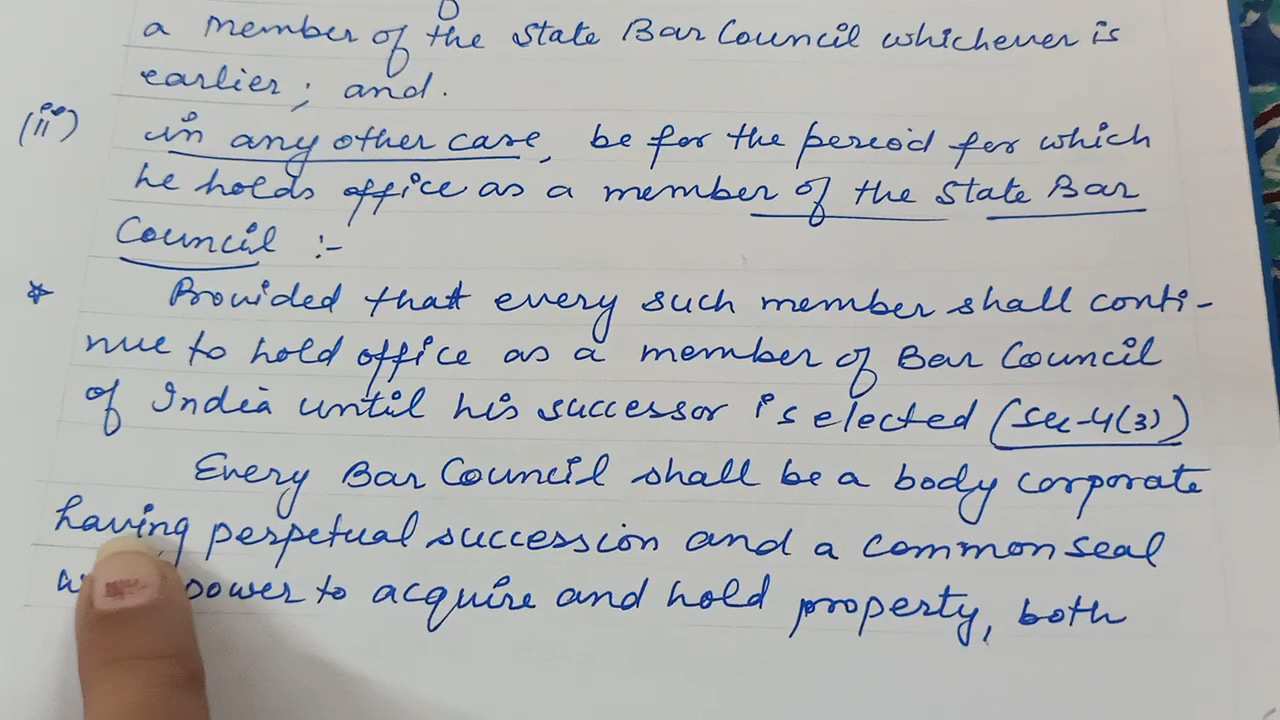 a member of the State Bar Council whichever is
earlier; and.
(ii) in any other case, be for the period for which
he holds office as a member of the State Bar
Council :-
* Provided that every such member shall conti-
nue to hold office as a member of Bar Council
of India until his successor is elected (sec-4(3))
Every Bar Council shall be a body corporate
having perpetual succession and a common seal
power to acquire and hold property, both